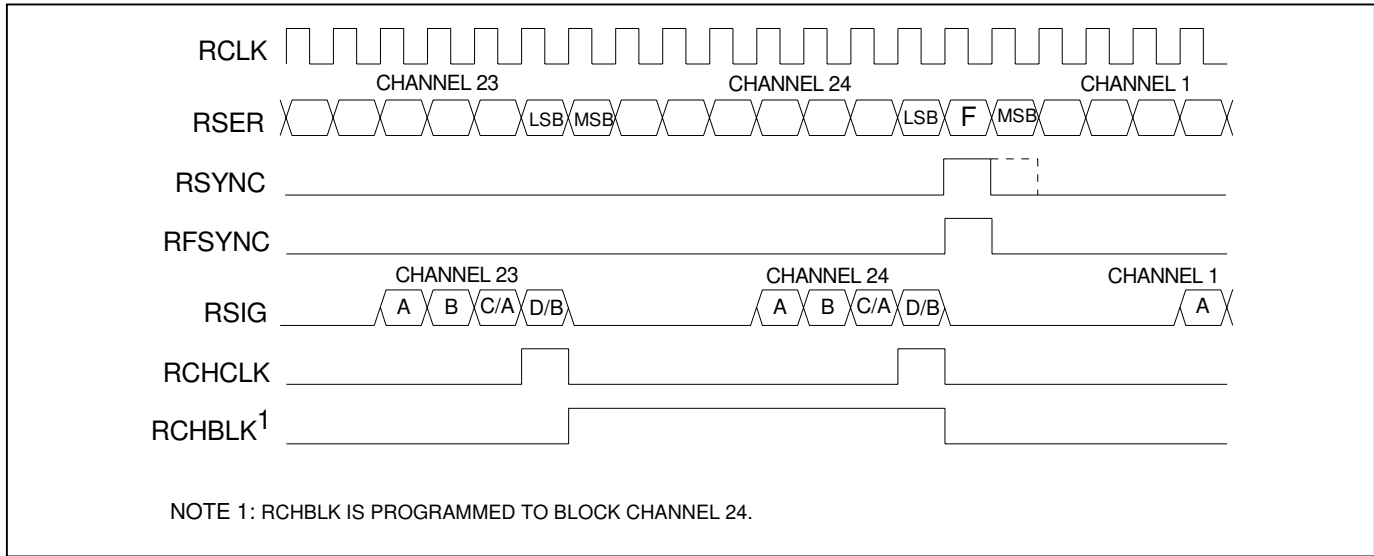 RCLK
CHANNEL 23 CHANNEL 24 CHANNEL 1
RSER LSB MSB LSB F MSB
RSYNC
RFSYNC
CHANNEL 23 CHANNEL 24 CHANNEL 1
RSIG A B C/A D/B A B C/A D/B A
RCHCLK
RCHBLK1
NOTE 1: RCHBLK IS PROGRAMMED TO BLOCK CHANNEL 24.